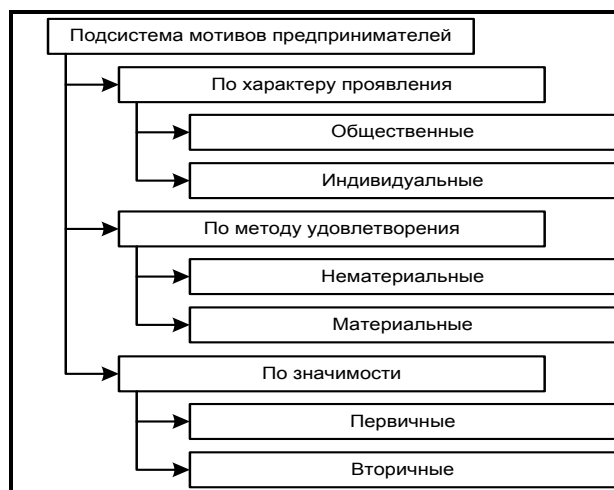 Подсистема мотивов предпринимателей
По характеру проявления
Общественные
Индивидуальные
По методу удовлетворения
Нематериальные
Материальные
По значимости
Первичные
Вторичные